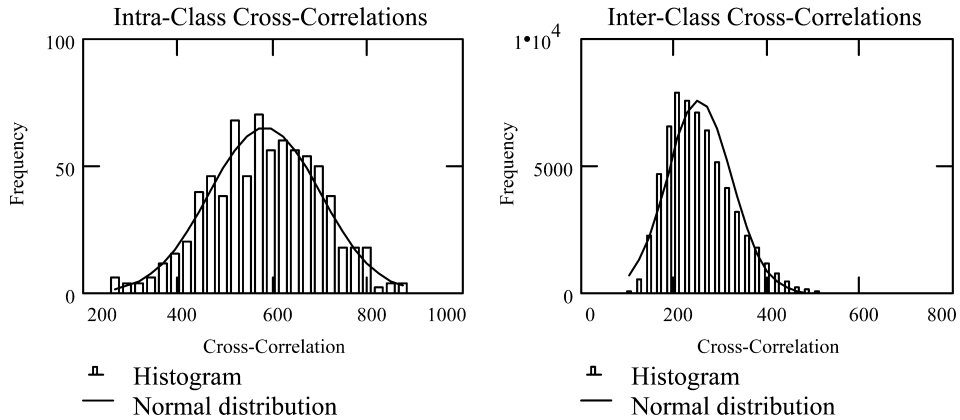 Intra-Class Cross-Correlations
100
50
0
Frequency
200 400 600 800 1000
Cross-Correlation
Histogram
Normal distribution
Inter-Class Cross-Correlations
1•10^4
5000
0
Frequency
0 200 400 600 800
Cross-Correlation
Histogram
Normal distribution